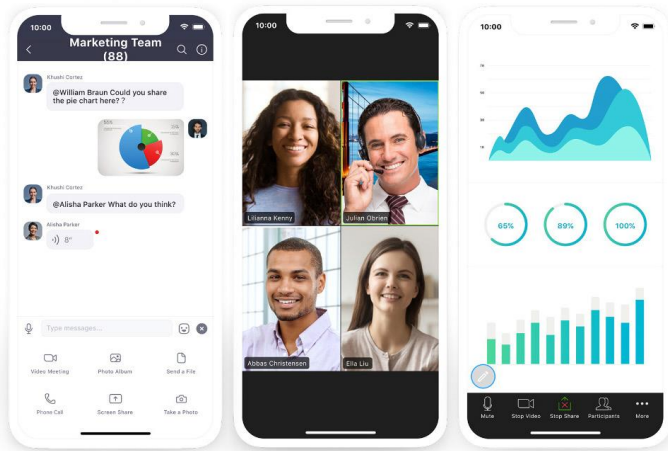 10:00
Marketing Team
(88)
Khushi Cortez
@William Braun Could you share
the pie chart here? ?
Khushi Cortez
@Alisha Parker What do you think?
Alisha Parker
8"
Type messages...
Video Meeting
Photo Album
Send a File
Phone Call
Screen Share
Take a Photo
10:00
Lilianna Kenny
Julian Obrien
Abbas Christensen
Ella Liu
10:00
65%
89%
100%
Mute
Stop Video
Stop Share
Participants
More